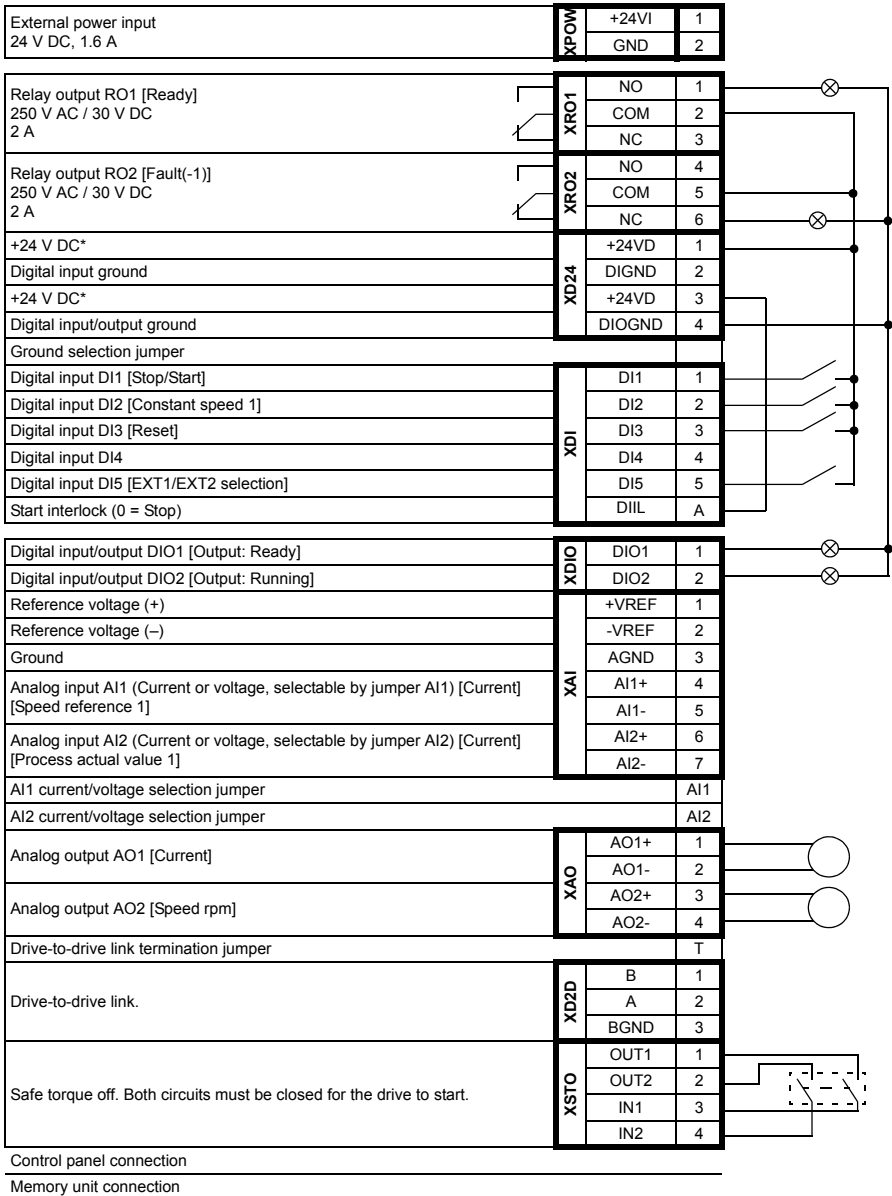 External power input
24 V DC, 1.6 A
XPOW
+24VI 1
GND 2
Relay output RO1 [Ready]
250 V AC / 30 V DC
2 A
XRO1
NO 1
COM 2
NC 3
Relay output RO2 [Fault(-1)]
250 V AC / 30 V DC
2 A
XRO2
NO 4
COM 5
NC 6
XD24
+24 V DC* +24VD 1
Digital input ground DIGND 2
+24 V DC* +24VD 3
Digital input/output ground DIOGND 4
Ground selection jumper
XDI
Digital input DI1 [Stop/Start] DI1 1
Digital input DI2 [Constant speed 1] DI2 2
Digital input DI3 [Reset] DI3 3
Digital input DI4 DI4 4
Digital input DI5 [EXT1/EXT2 selection] DI5 5
Start interlock (0 = Stop) DIIL A
XDIO
Digital input/output DIO1 [Output: Ready] DIO1 1
Digital input/output DIO2 [Output: Running] DIO2 2
XAI
Reference voltage (+) +VREF 1
Reference voltage (–) -VREF 2
Ground AGND 3
Analog input AI1 (Current or voltage, selectable by jumper AI1) [Current]
[Speed reference 1]
AI1+ 4
AI1- 5
Analog input AI2 (Current or voltage, selectable by jumper AI2) [Current]
[Process actual value 1]
AI2+ 6
AI2- 7
AI1 current/voltage selection jumper AI1
AI2 current/voltage selection jumper AI2
XAO
Analog output AO1 [Current]
AO1+ 1
AO1- 2
Analog output AO2 [Speed rpm]
AO2+ 3
AO2- 4
Drive-to-drive link termination jumper T
Drive-to-drive link.
XD2D
B 1
A 2
BGND 3
Safe torque off. Both circuits must be closed for the drive to start.
XSTO
OUT1 1
OUT2 2
IN1 3
IN2 4
Control panel connection
Memory unit connection